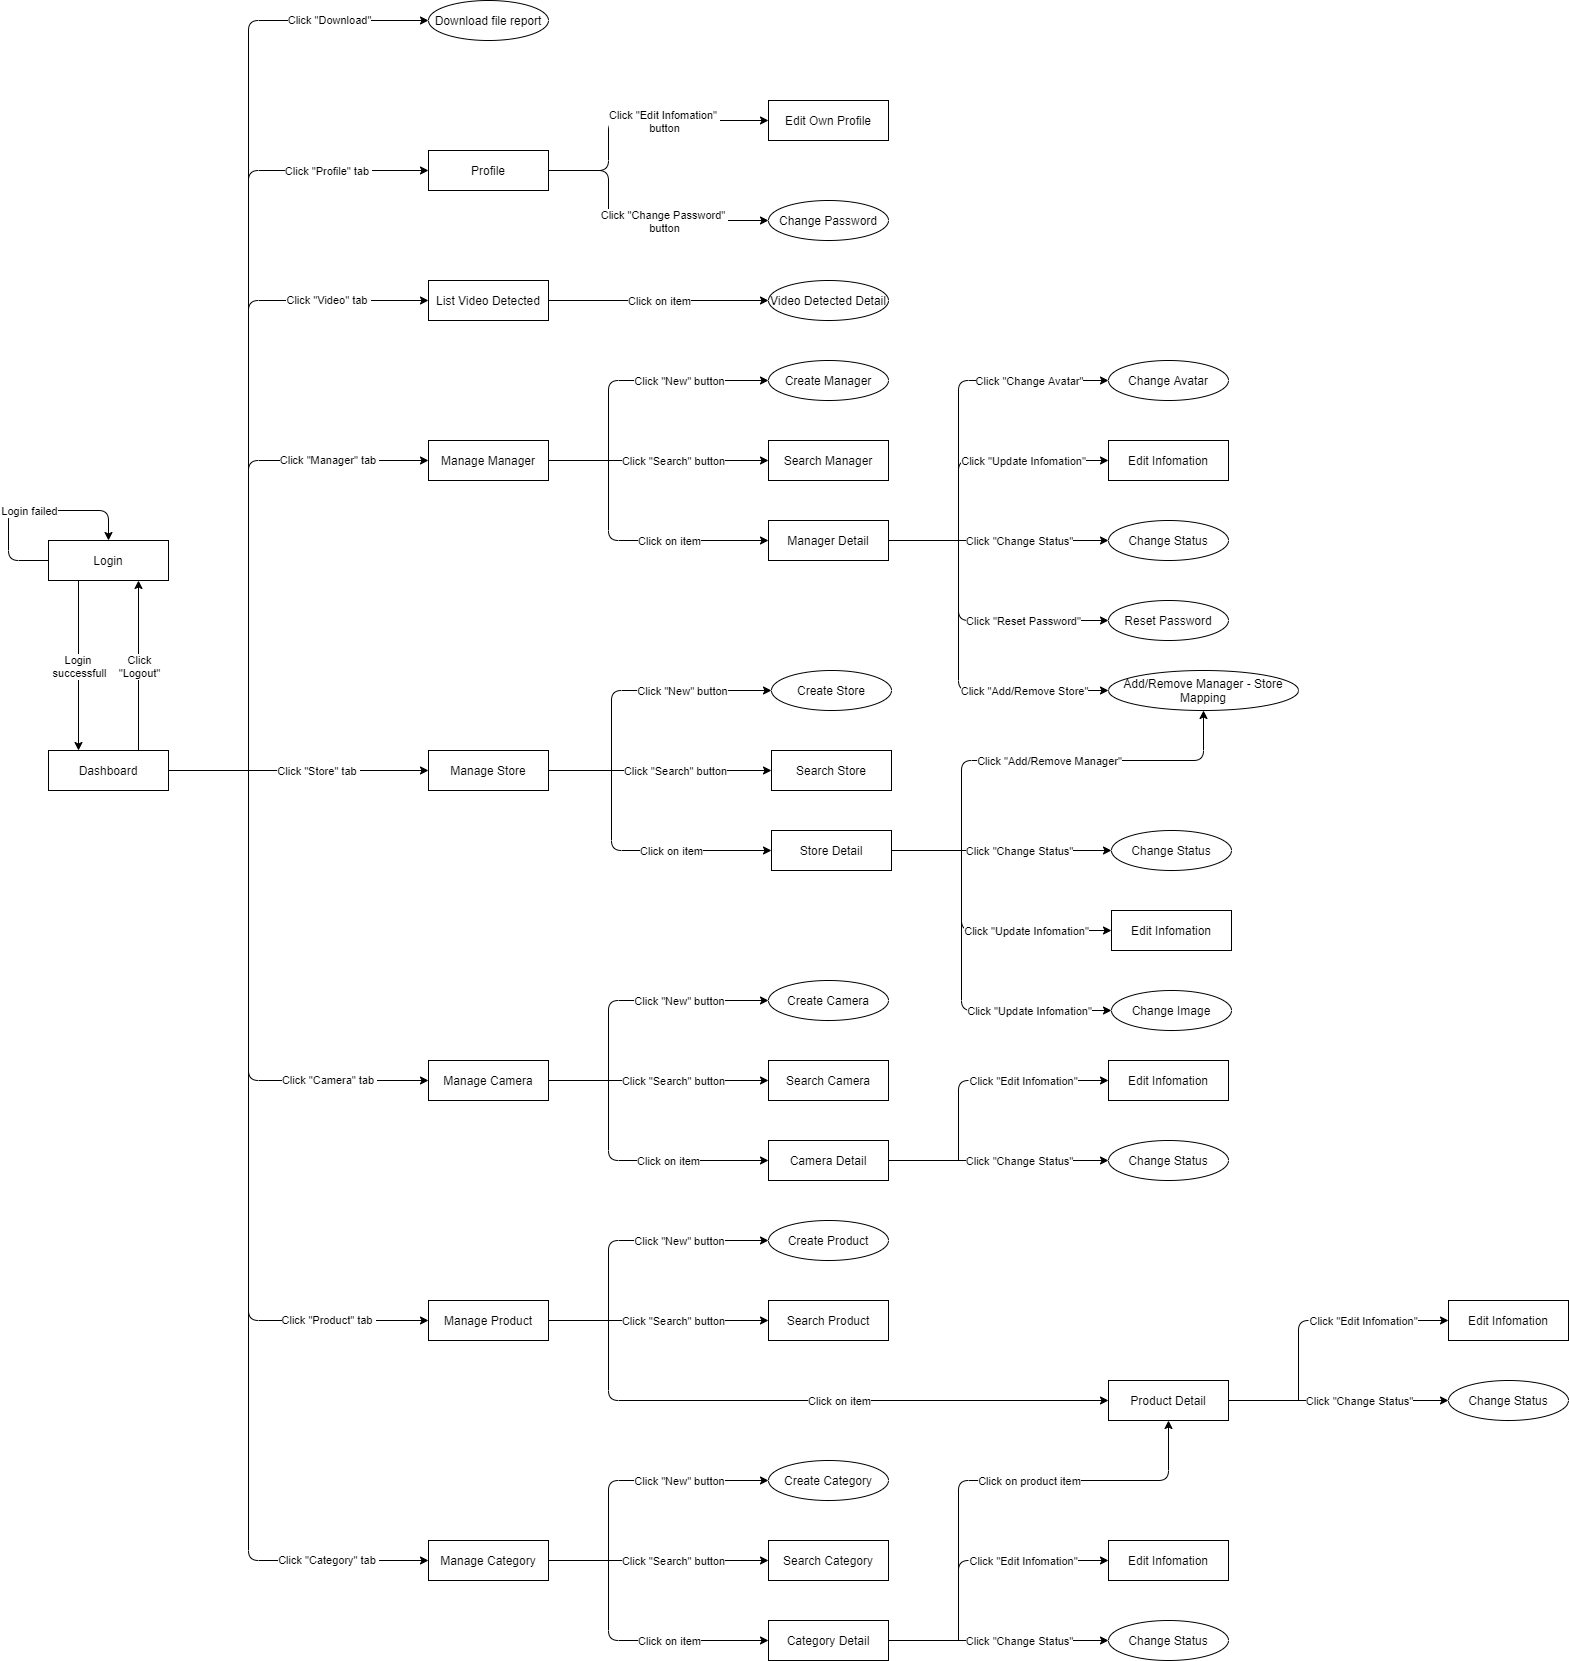 Click "Download"
Download file report
Click "Edit Infomation"
button
Edit Own Profile
Click "Profile" tab
Profile
Click "Change Password"
button
Change Password
Click "Video" tab
List Video Detected
Click on item
Video Detected Detail
Click "New" button
Create Manager
Click "Change Avatar"
Change Avatar
Click "Manager" tab
Manage Manager
Click "Search" button
Search Manager
Click "Update Infomation"
Edit Infomation
Login failed
Login
Click on item
Manager Detail
Click "Change Status"
Change Status
Click "Reset Password"
Reset Password
Login
successfull
Click
"Logout"
Click "New" button
Create Store
Click "Add/Remove Store"
Add/Remove Manager - Store
Mapping
Dashboard
Click "Store" tab
Manage Store
Click "Search" button
Search Store
Click "Add/Remove Manager"
Click on item
Store Detail
Click "Change Status"
Change Status
Click "Update Infomation"
Edit Infomation
Click "New" button
Create Camera
Click "Update Infomation"
Change Image
Click "Camera" tab
Manage Camera
Click "Search" button
Search Camera
Click "Edit Infomation"
Edit Infomation
Click on item
Camera Detail
Click "Change Status"
Change Status
Click "New" button
Create Product
Click "Product" tab
Manage Product
Click "Search" button
Search Product
Click "Edit Infomation"
Edit Infomation
Click on item
Product Detail
Click "Change Status"
Change Status
Click "New" button
Create Category
Click on product item
Click "Category" tab
Manage Category
Click "Search" button
Search Category
Click "Edit Infomation"
Edit Infomation
Click on item
Category Detail
Click "Change Status"
Change Status